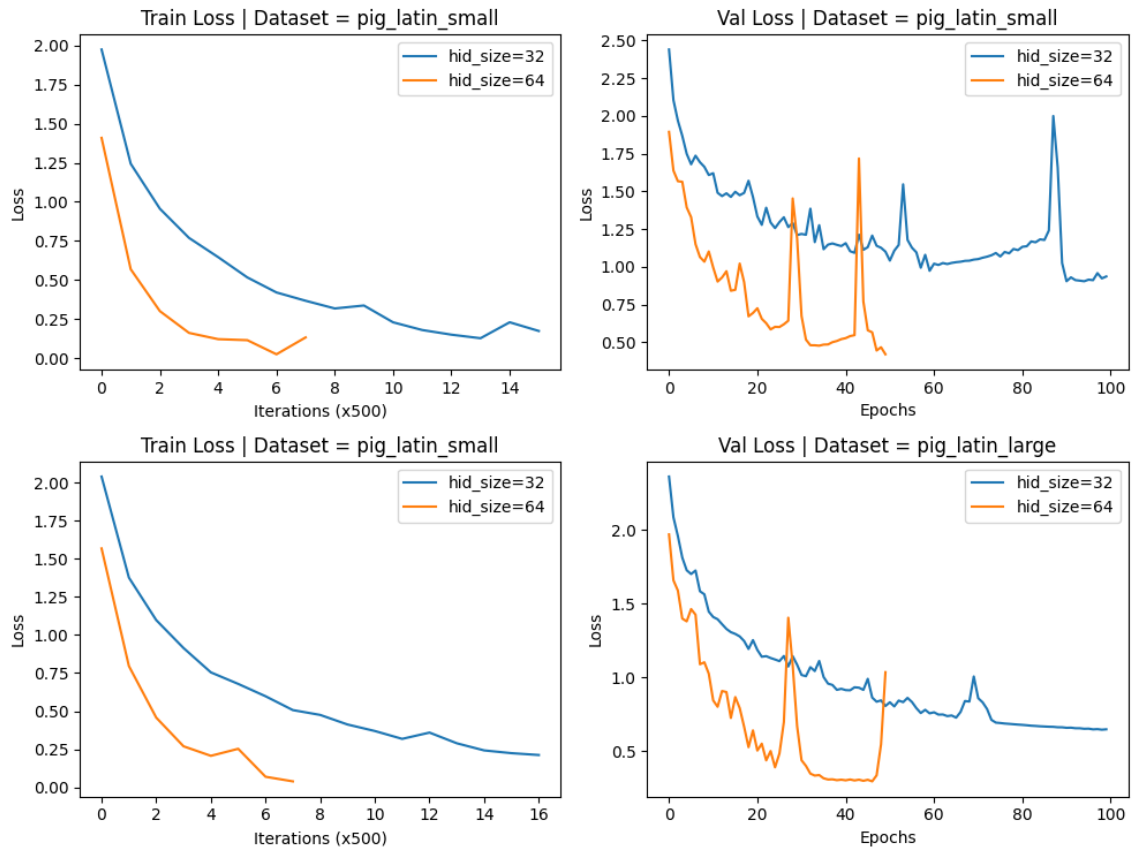 Train Loss | Dataset = pig_latin_small
2.00
1.75
1.50
1.25
1.00
0.75
0.50
0.25
0.00
Loss
hid_size=32
hid_size=64
0 2 4 6 8 10 12 14
Iterations (x500)
Val Loss | Dataset = pig_latin_small
2.50
2.25
2.00
1.75
1.50
1.25
1.00
0.75
0.50
Loss
hid_size=32
hid_size=64
0 20 40 60 80 100
Epochs
Train Loss | Dataset = pig_latin_small
2.00
1.75
1.50
1.25
1.00
0.75
0.50
0.25
0.00
Loss
hid_size=32
hid_size=64
0 2 4 6 8 10 12 14 16
Iterations (x500)
Val Loss | Dataset = pig_latin_large
2.0
1.5
1.0
0.5
Loss
hid_size=32
hid_size=64
0 20 40 60 80 100
Epochs